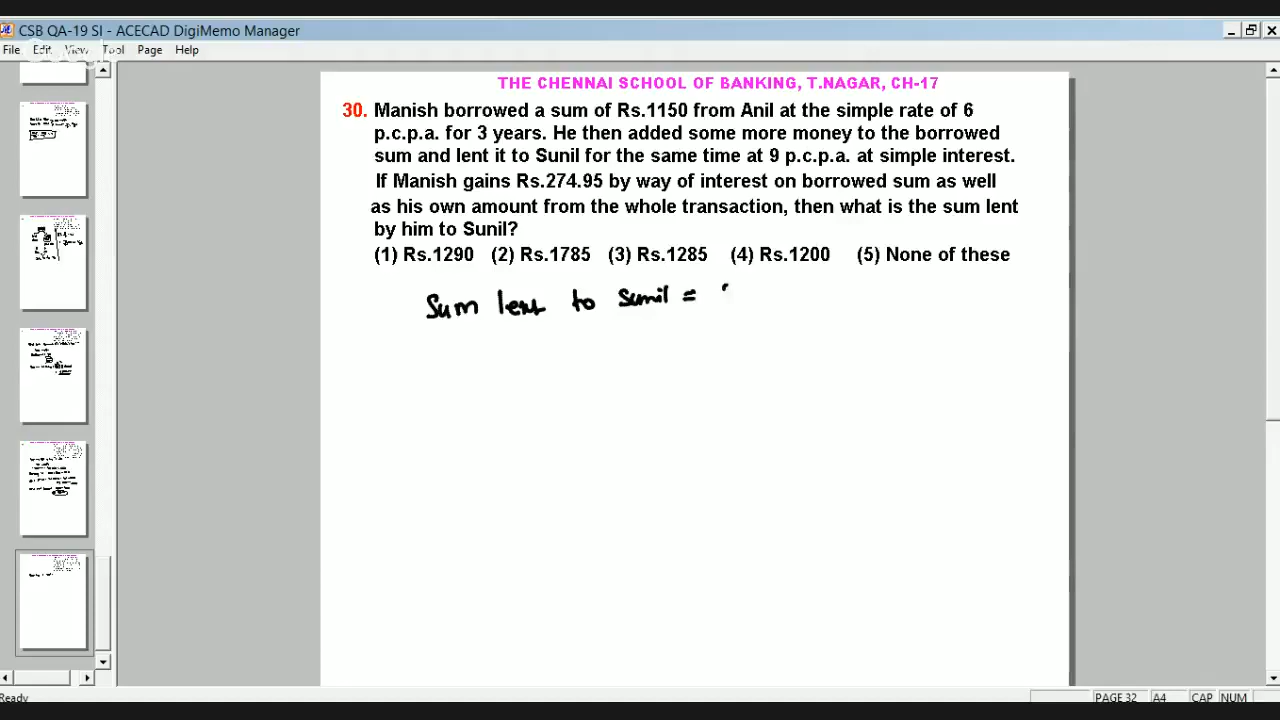 CSB QA-19 SI - ACECAD DigiMemo Manager
File Edit View Tool Page Help
THE CHENNAI SCHOOL OF BANKING, T.NAGAR, CH-17
30. Manish borrowed a sum of Rs.1150 from Anil at the simple rate of 6
p.c.p.a. for 3 years. He then added some more money to the borrowed
sum and lent it to Sunil for the same time at 9 p.c.p.a. at simple interest.
If Manish gains Rs.274.95 by way of interest on borrowed sum as well
as his own amount from the whole transaction, then what is the sum lent
by him to Sunil?
(1) Rs.1290 (2) Rs.1785 (3) Rs.1285 (4) Rs.1200 (5) None of these
Sum lent to Sunil =
Ready PAGE 32 A4 CAP NUM